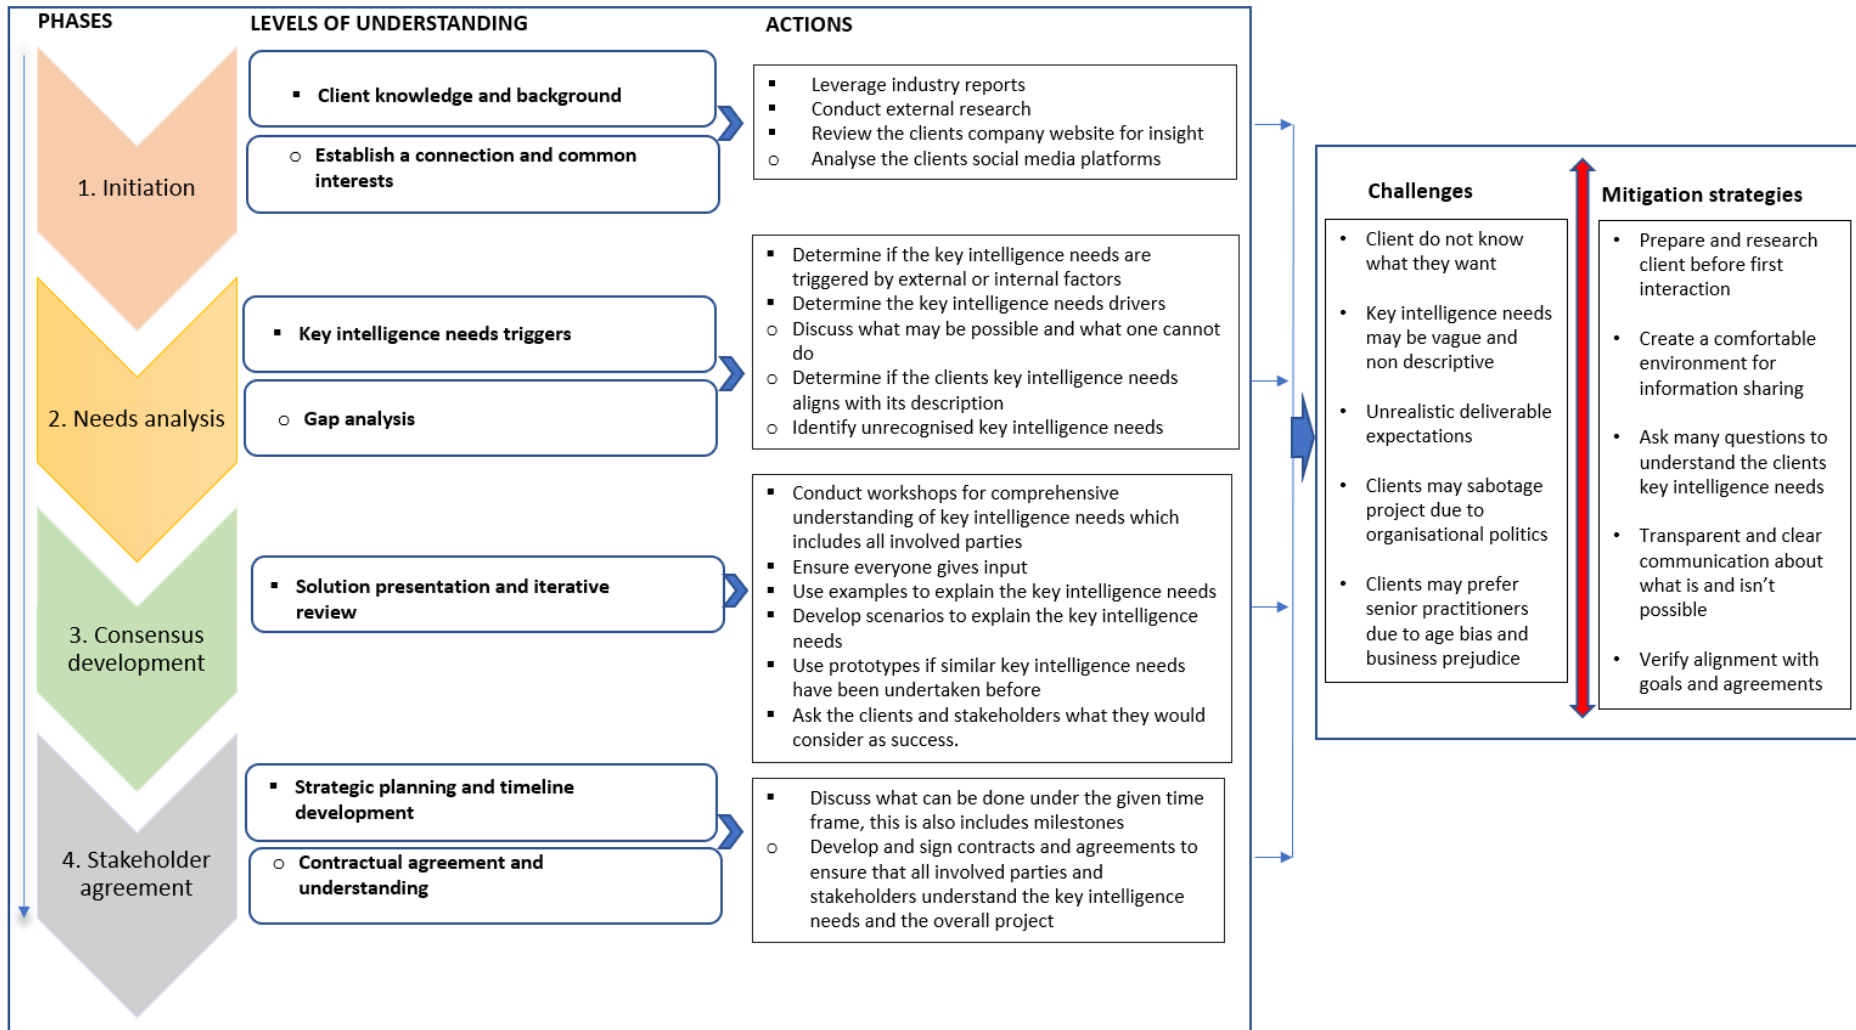 PHASES
LEVELS OF UNDERSTANDING
ACTIONS
1. Initiation
▪ Client knowledge and background
o Establish a connection and common
interests
▪ Leverage industry reports
▪ Conduct external research
▪ Review the clients company website for insight
o Analyse the clients social media platforms
2. Needs analysis
▪ Key intelligence needs triggers
o Gap analysis
▪ Determine if the key intelligence needs are
triggered by external or internal factors
▪ Determine the key intelligence needs drivers
o Discuss what may be possible and what one cannot
do
o Determine if the clients key intelligence needs
aligns with its description
o Identify unrecognised key intelligence needs
3. Consensus
development
▪ Solution presentation and iterative
review
▪ Conduct workshops for comprehensive
understanding of key intelligence needs which
includes all involved parties
▪ Ensure everyone gives input
▪ Use examples to explain the key intelligence needs
▪ Develop scenarios to explain the key intelligence
needs
▪ Use prototypes if similar key intelligence needs
have been undertaken before
▪ Ask the clients and stakeholders what they would
consider as success.
4. Stakeholder
agreement
▪ Strategic planning and timeline
development
o Contractual agreement and
understanding
▪ Discuss what can be done under the given time
frame, this is also includes milestones
o Develop and sign contracts and agreements to
ensure that all involved parties and
stakeholders understand the key intelligence
needs and the overall project
Challenges
• Client do not know
what they want
• Key intelligence needs
may be vague and
non descriptive
• Unrealistic deliverable
expectations
• Clients may sabotage
project due to
organisational politics
• Clients may prefer
senior practitioners
due to age bias and
business prejudice
Mitigation strategies
• Prepare and research
client before first
interaction
• Create a comfortable
environment for
information sharing
• Ask many questions to
understand the clients
key intelligence needs
• Transparent and clear
communication about
what is and isn't
possible
• Verify alignment with
goals and agreements